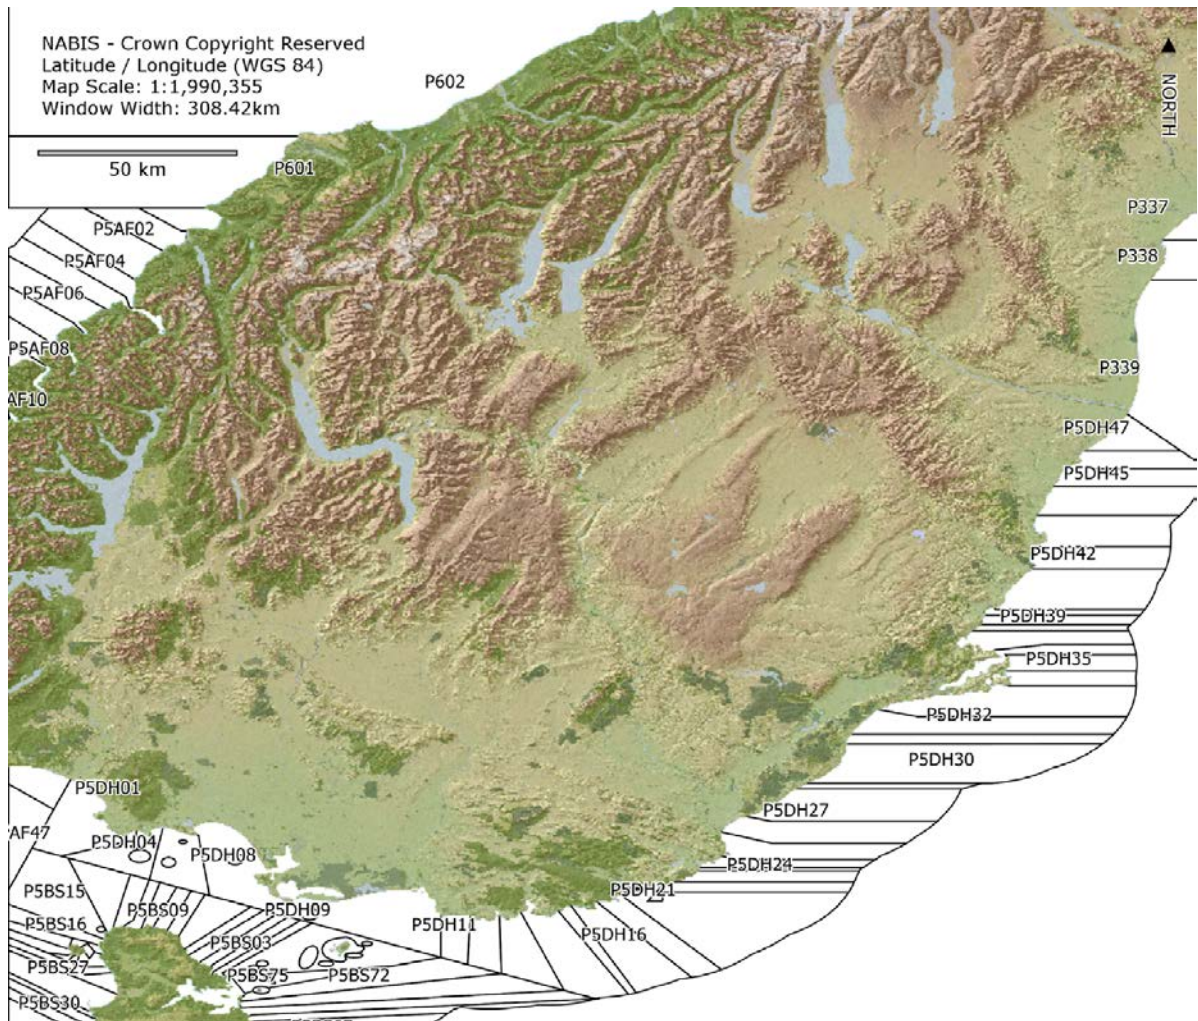 NABIS - Crown Copyright Reserved
Latitude / Longitude (WGS 84)
Map Scale: 1:1,990,355
Window Width: 308.42km
50 km
NORTH
P602
P601
P337
P5AF02
P338
P5AF04
P5AF06
P5AF08
P339
AF10
P5DH47
P5DH45
P5DH42
P5DH39
P5DH35
P5DH32
P5DH30
P5DH01
P5DH27
AF47
P5DH04
P5DH08
P5DH24
P5BS15
P5DH21
P5BS09
P5DH09
P5BS16
P5DH11
P5DH16
P5BS03
P5BS27
P5BS75
P5BS72
P5BS30